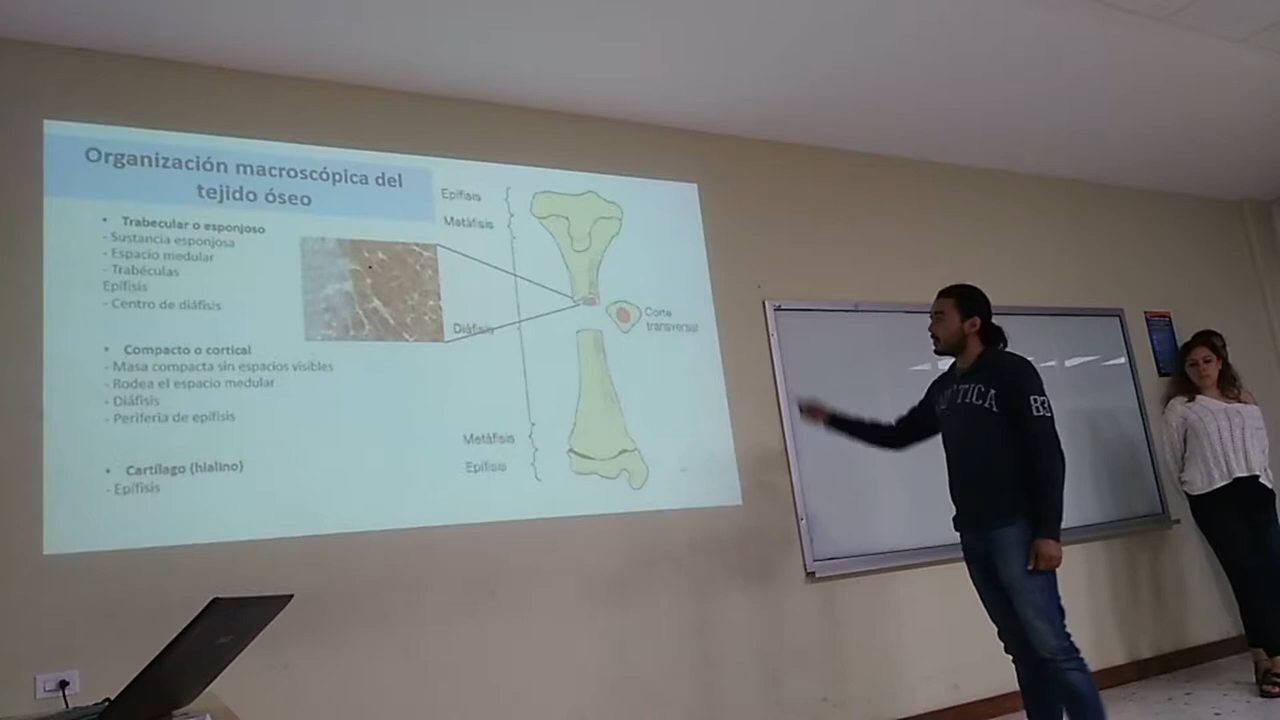 Organización macroscópica del
tejido óseo
• Trabecular o esponjoso
- Sustancia esponjosa
- Espacio medular
- Trabéculas
Epífisis
- Centro de diáfisis
• Compacto o cortical
- Masa compacta sin espacios visibles
- Rodea el espacio medular
- Diáfisis
- Periferia de epífisis
• Cartílago (hialino)
- Epífisis
Epífisis
Metáfisis
Diáfisis
Corte
transversal
Metáfisis
Epífisis
83